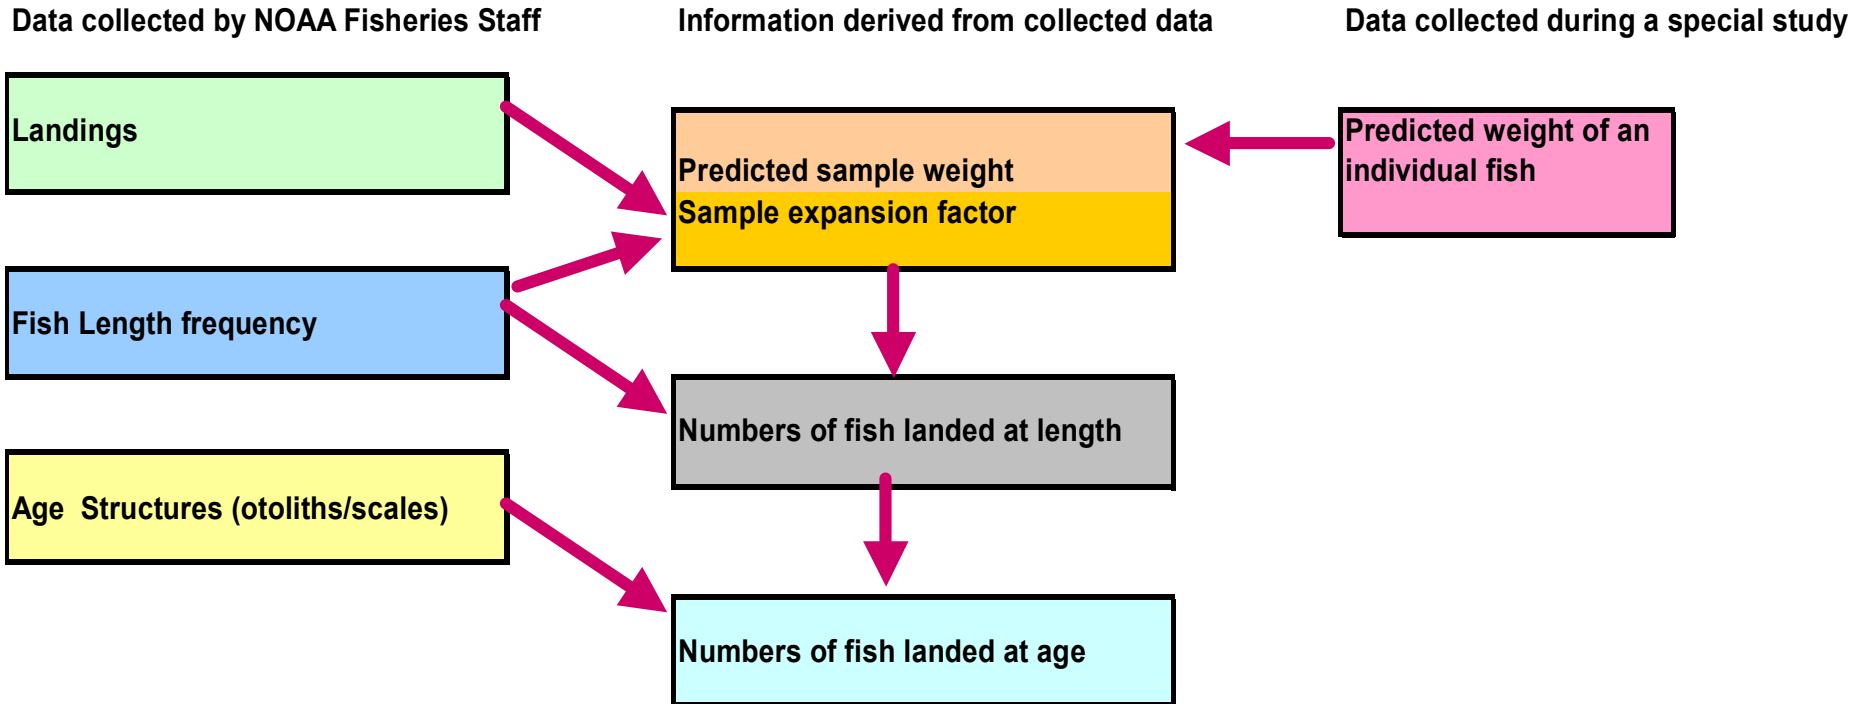 Data collected by NOAA Fisheries Staff
Information derived from collected data
Data collected during a special study
Landings
Predicted sample weight
Sample expansion factor
Predicted weight of an
individual fish
Fish Length frequency
Numbers of fish landed at length
Age  Structures (otoliths/scales)
Numbers of fish landed at age